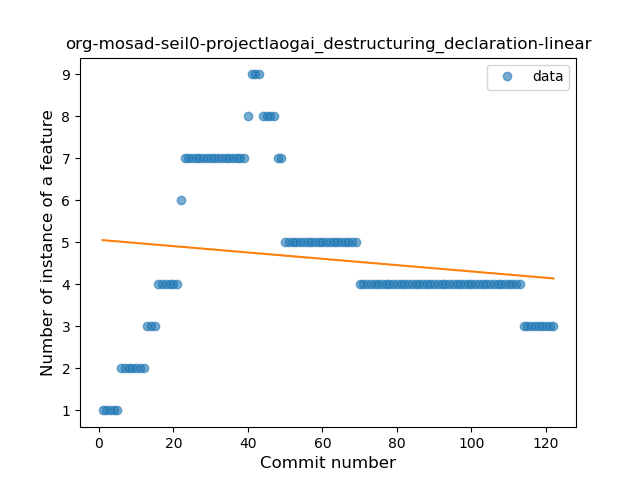 org-mosad-seil0-projectlaogai_destructuring_declaration-linear
data
Number of instance of a feature
9
8
7
6
5
4
3
2
1
0 20 40 60 80 100 120
Commit number